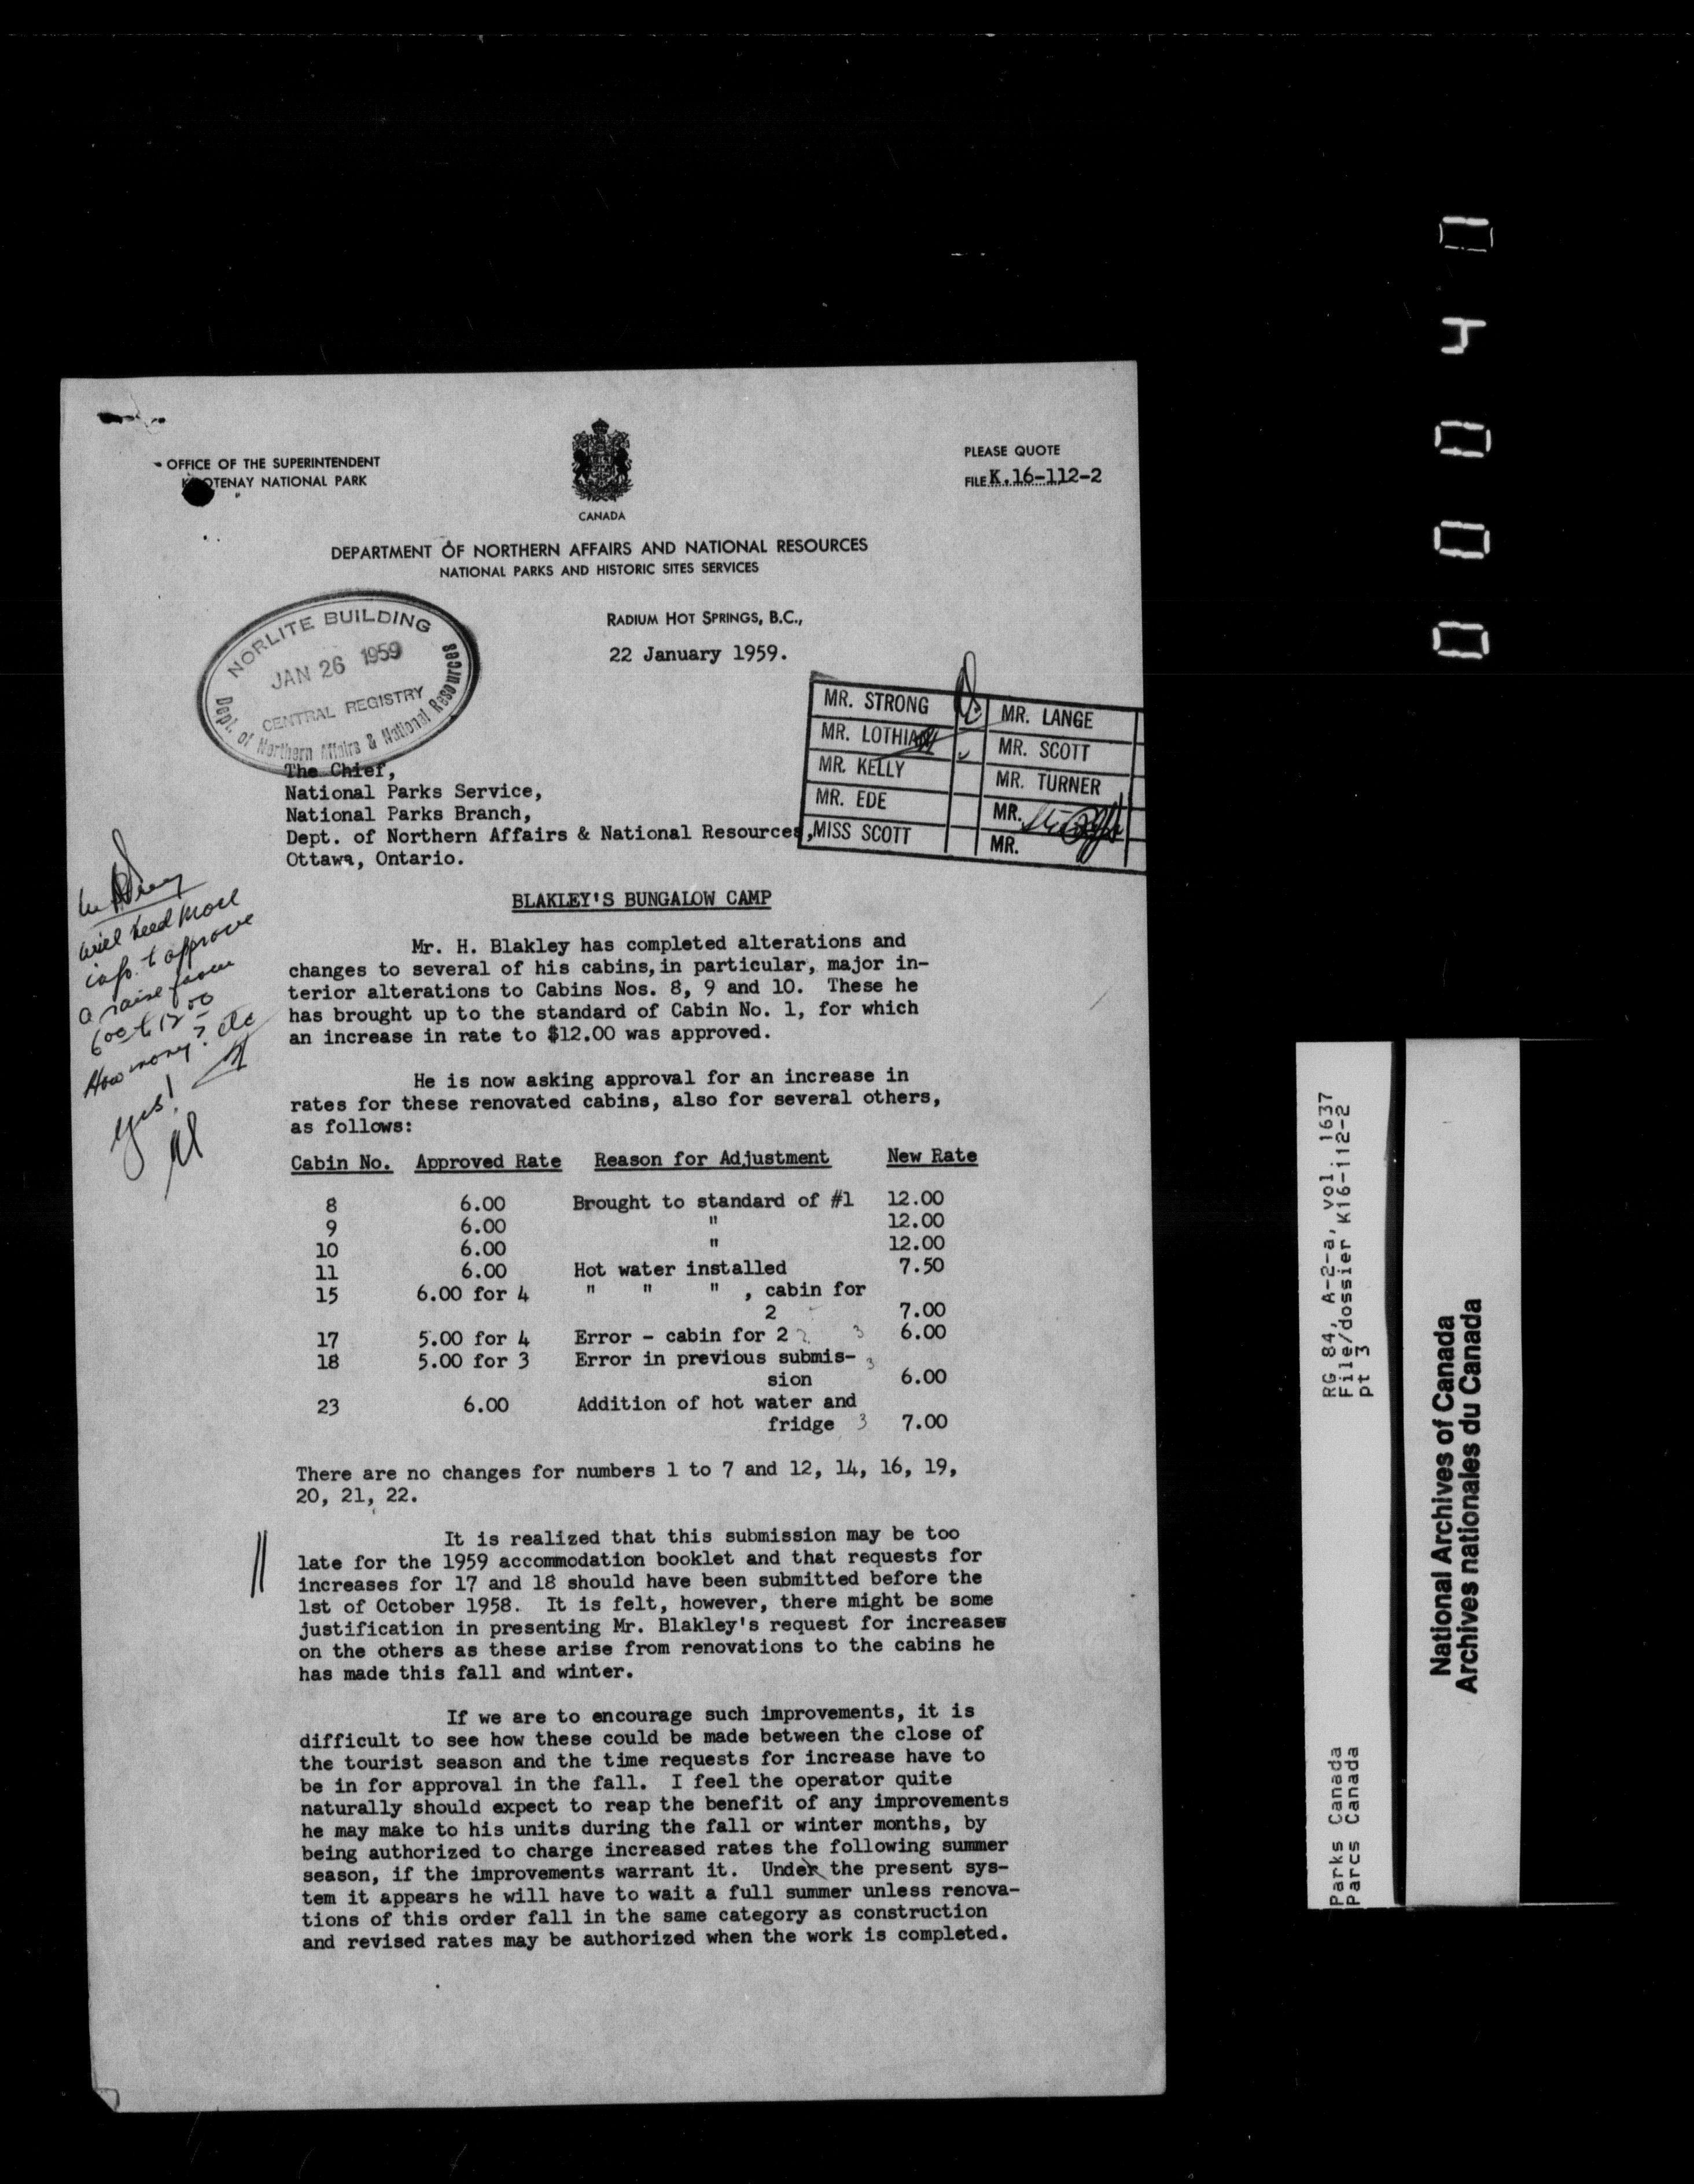 OFFICE OF THE SUPERINTENDENT
KOOTENAY NATIONAL PARK
CANADA
PLEASE QUOTE
FILE K.16-112-2
DEPARTMENT OF NORTHERN AFFAIRS AND NATIONAL RESOURCES
NATIONAL PARKS AND HISTORIC SITES SERVICES
RADIUM HOT SPRINGS, B.C.,
22 January 1959.
NORLITE BUILDING
JAN 26 1959
CENTRAL REGISTRY
Dept. of Northern Affairs & National Resources
MR. STRONG MR. LANGE
MR. LOTHIAN MR. SCOTT
MR. KELLY MR. TURNER
MR. EDE MR.
MISS SCOTT MR.
The Chief,
National Parks Service,
National Parks Branch,
Dept. of Northern Affairs & National Resources,
Ottawa, Ontario.
will need more
info. t approve
a raise from
6 oo t 12 oo
How many? etc
yes!
BLAKLEY'S BUNGALOW CAMP
Mr. H. Blakley has completed alterations and
changes to several of his cabins, in particular, major in-
terior alterations to Cabins Nos. 8, 9 and 10. These he
has brought up to the standard of Cabin No. 1, for which
an increase in rate to $12.00 was approved.
He is now asking approval for an increase in
rates for these renovated cabins, also for several others,
as follows:
Cabin No. Approved Rate Reason for Adjustment New Rate
8 6.00 Brought to standard of #1 12.00
9 6.00 " 12.00
10 6.00 " 12.00
11 6.00 Hot water installed 7.50
15 6.00 for 4 " " " , cabin for
2 7.00
17 5.00 for 4 Error - cabin for 2 2 3 6.00
18 5.00 for 3 Error in previous submis- 3
sion 6.00
23 6.00 Addition of hot water and
fridge 3 7.00
There are no changes for numbers 1 to 7 and 12, 14, 16, 19,
20, 21, 22.
It is realized that this submission may be too
late for the 1959 accommodation booklet and that requests for
increases for 17 and 18 should have been submitted before the
1st of October 1958. It is felt, however, there might be some
justification in presenting Mr. Blakley's request for increases
on the others as these arise from renovations to the cabins he
has made this fall and winter.
If we are to encourage such improvements, it is
difficult to see how these could be made between the close of
the tourist season and the time requests for increase have to
be in for approval in the fall. I feel the operator quite
naturally should expect to reap the benefit of any improvements
he may make to his units during the fall or winter months, by
being authorized to charge increased rates the following summer
season, if the improvements warrant it. Under the present sys-
tem it appears he will have to wait a full summer unless renova-
tions of this order fall in the same category as construction
and revised rates may be authorized when the work is completed.
Parks Canada RG 84, A-2-a, vol. 1637
Parcs Canada File/dossier K16-112-2
pt 3
National Archives of Canada
Archives nationales du Canada